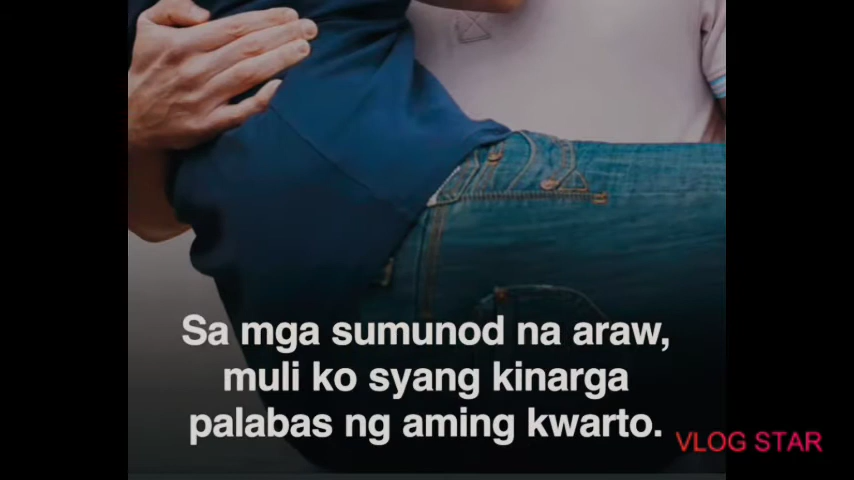 Sa mga sumunod na araw,
muli ko syang kinarga
palabas ng aming kwarto.
VLOG STAR